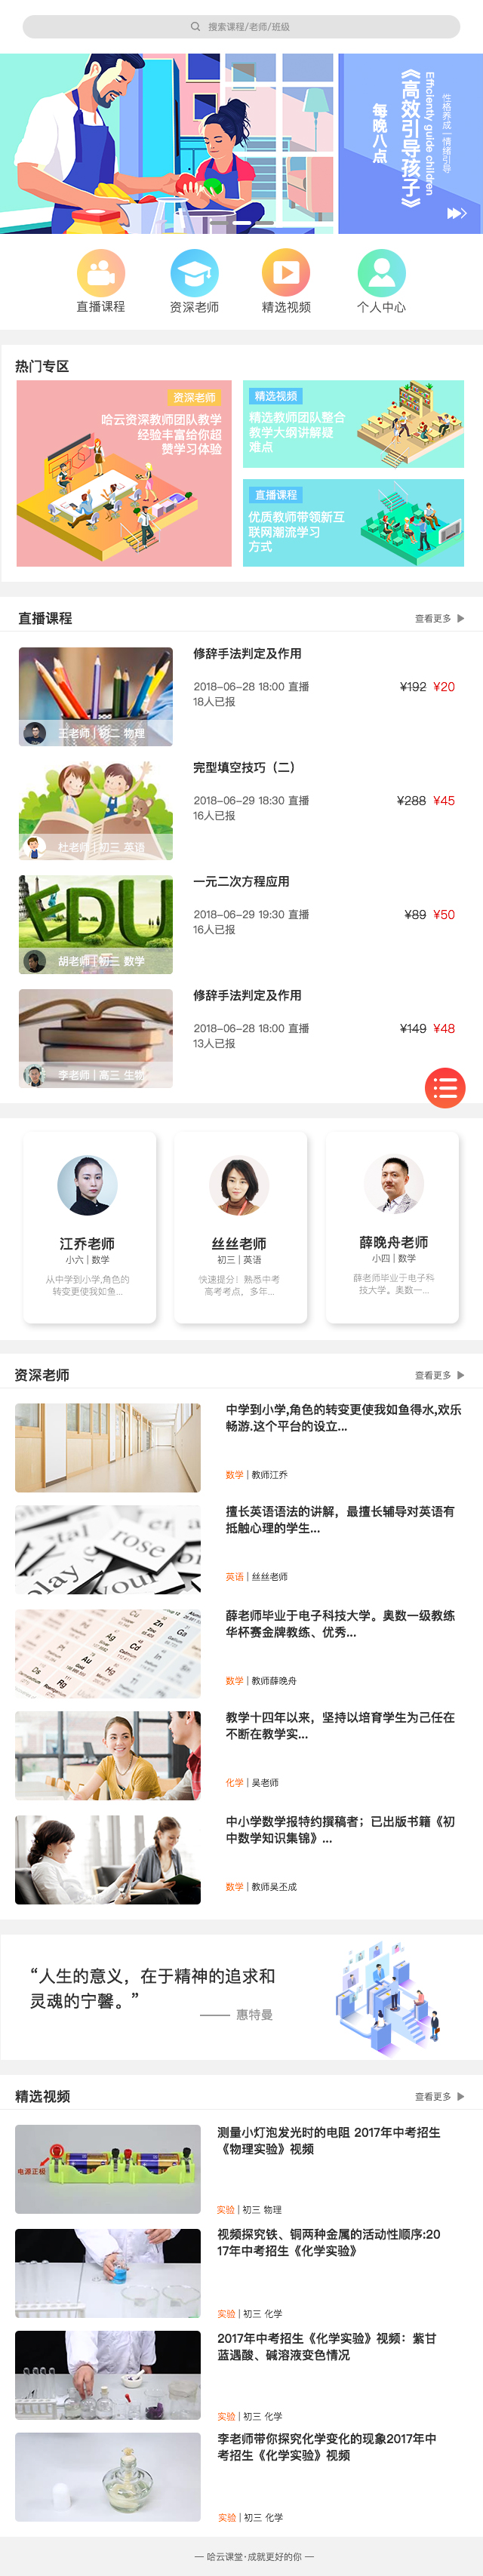 搜索课程/老师/班级
性格养成 | 情绪引导
Efficiently guide children
《高效引导孩子》
每晚八点
直播课程
资深老师
精选视频
个人中心
热门专区
资深老师
哈云资深教师团队教学
经验丰富给你超
赞学习体验
精选视频
精选教师团队整合
教学大纲讲解疑
难点
直播课程
优质教师带领新互
联网潮流学习
方式
直播课程
查看更多
修辞手法判定及作用
2018-06-28 18:00 直播
¥192 ¥20
18人已报
王老师 | 初二 物理
完型填空技巧（二）
2018-06-29 18:30 直播
¥288 ¥45
16人已报
杜老师 | 初三 英语
一元二次方程应用
2018-06-29 19:30 直播
¥89 ¥50
16人已报
EDU
胡老师 | 初三 数学
修辞手法判定及作用
2018-06-28 18:00 直播
¥149 ¥48
13人已报
李老师 | 高三 生物
江乔老师
小六 | 数学
从中学到小学,角色的
转变更使我如鱼...
丝丝老师
初三 | 英语
快速提分！熟悉中考
高考考点，多年...
薛晚舟老师
小四 | 数学
薛老师毕业于电子科
技大学。奥数一...
资深老师
查看更多
中学到小学,角色的转变更使我如鱼得水,欢乐
畅游.这个平台的设立...
数学 | 教师江乔
rose
play
your
擅长英语语法的讲解，最擅长辅导对英语有
抵触心理的学生...
英语 | 丝丝老师
Zn
Ga
Cd
Au
Hg
Ds
Rg
薛老师毕业于电子科技大学。奥数一级教练
华杯赛金牌教练、优秀...
数学 | 教师薛晚舟
教学十四年以来，坚持以培育学生为己任在
不断在教学实...
化学 | 吴老师
中小学数学报特约撰稿者；已出版书籍《初
中数学知识集锦》...
数学 | 教师吴丕成
“人生的意义，在于精神的追求和
灵魂的宁馨。”
—— 惠特曼
精选视频
查看更多
电源正极
测量小灯泡发光时的电阻 2017年中考招生
《物理实验》视频
实验 | 初三 物理
视频探究铁、铜两种金属的活动性顺序:20
17年中考招生《化学实验》
实验 | 初三 化学
2017年中考招生《化学实验》视频：紫甘
蓝遇酸、碱溶液变色情况
实验 | 初三 化学
李老师带你探究化学变化的现象2017年中
考招生《化学实验》视频
实验 | 初三 化学
— 哈云课堂·成就更好的你 —